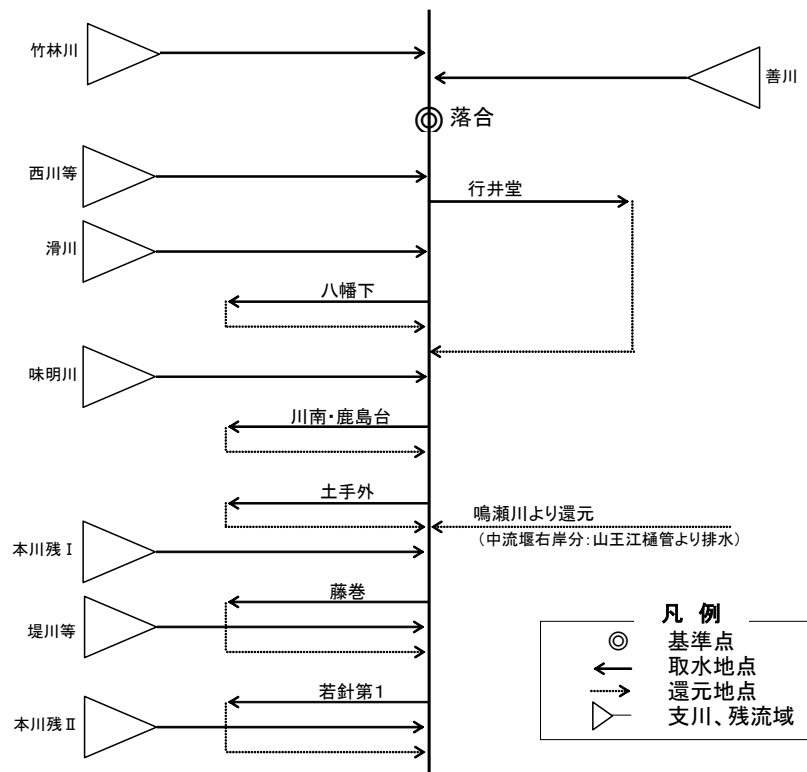 竹林川
善川
落合
西川等
行井堂
滑川
八幡下
味明川
川南・鹿島台
土手外
鳴瀬川より還元
（中流堰右岸分：山王江樋管より排水）
本川残Ⅰ
藤巻
堤川等
若針第１
本川残Ⅱ
凡 例
基準点
取水地点
還元地点
支川、残流域